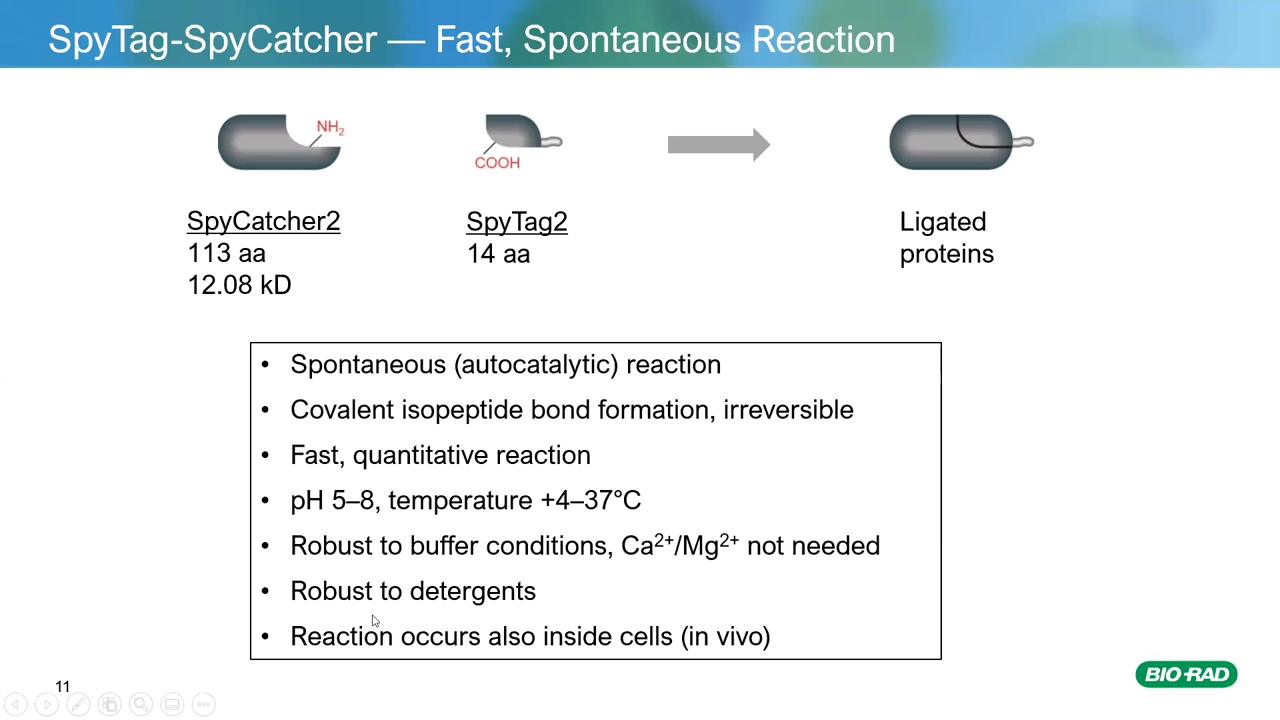 SpyTag-SpyCatcher — Fast, Spontaneous Reaction
NH₂
COOH
SpyCatcher2
113 aa
12.08 kD
SpyTag2
14 aa
Ligated
proteins
• Spontaneous (autocatalytic) reaction
• Covalent isopeptide bond formation, irreversible
• Fast, quantitative reaction
• pH 5–8, temperature +4–37°C
• Robust to buffer conditions, Ca²⁺/Mg²⁺ not needed
• Robust to detergents
• Reaction occurs also inside cells (in vivo)
11
BIO-RAD